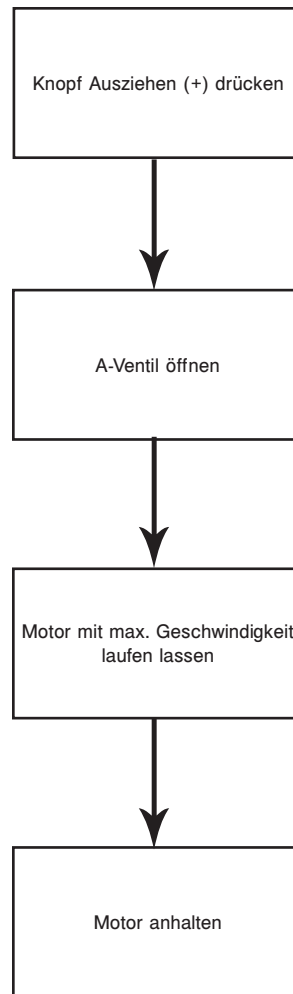 Knopf Ausziehen (+) drücken
A-Ventil öffnen
Motor mit max. Geschwindigkeit
laufen lassen
Motor anhalten